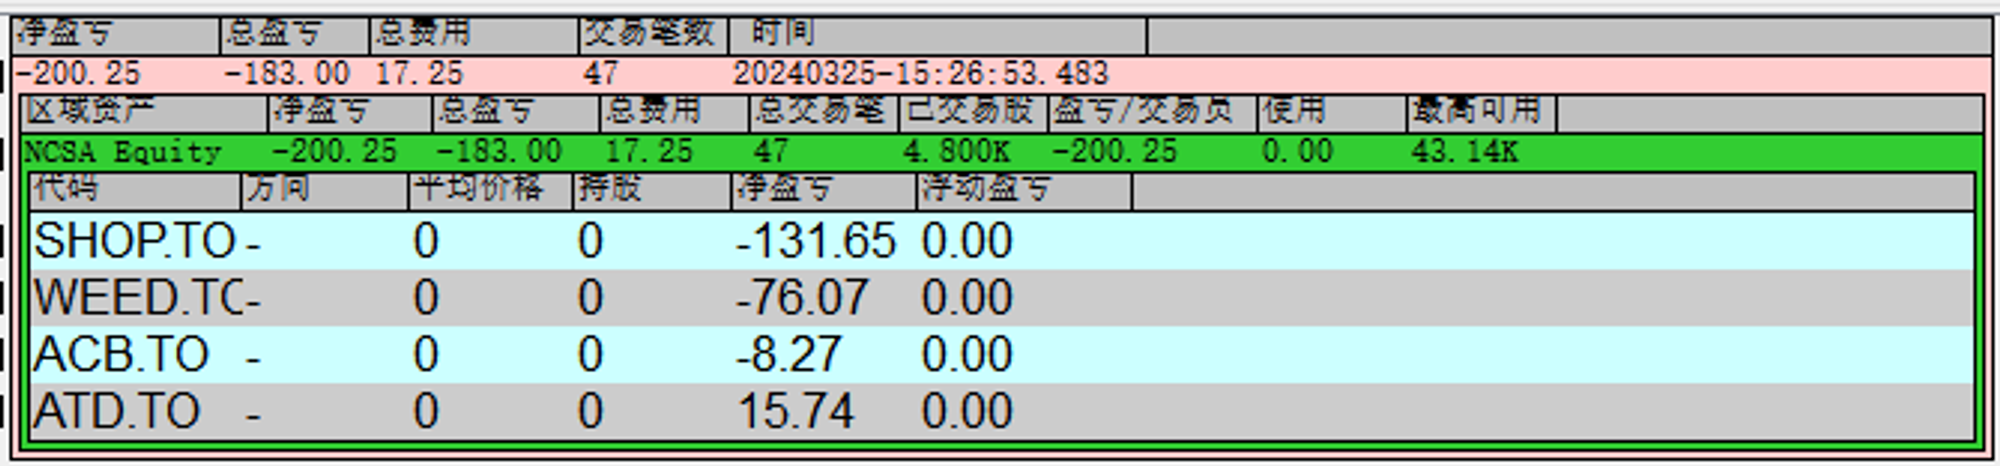 净盈亏 总盈亏 总费用 交易笔数 时间
-200.25 -183.00 17.25 47 20240325-15:26:53.483
区域资产 净盈亏 总盈亏 总费用 总交易笔 已交易股 盈亏/交易员 使用 最高可用
NCSA Equity -200.25 -183.00 17.25 47 4.800K -200.25 0.00 43.14K
代码 方向 平均价格 持股 净盈亏 浮动盈亏
SHOP.TO - 0 0 -131.65 0.00
WEED.TO - 0 0 -76.07 0.00
ACB.TO - 0 0 -8.27 0.00
ATD.TO - 0 0 15.74 0.00